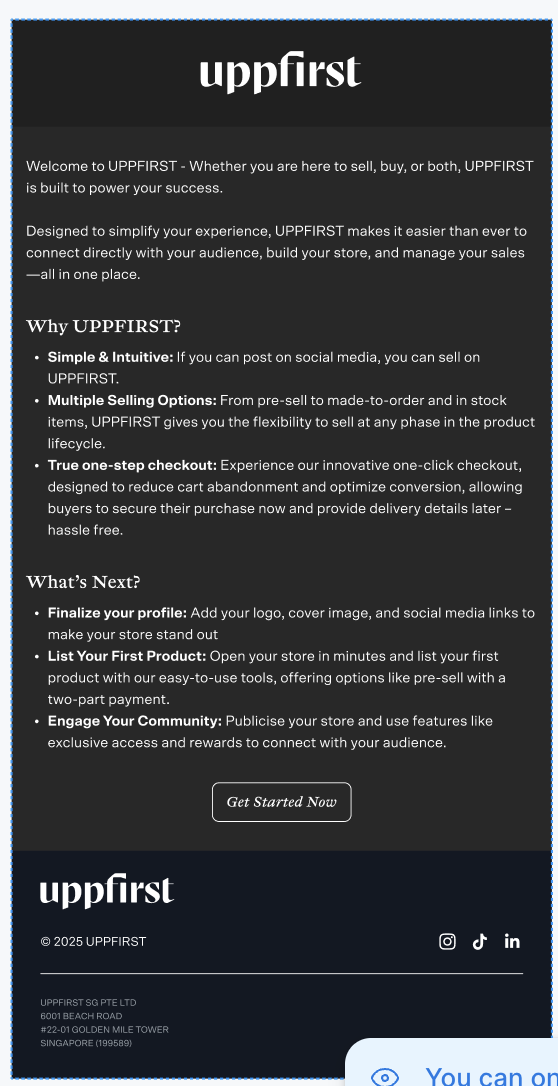 uppfirst
Welcome to UPPFIRST - Whether you are here to sell, buy, or both, UPPFIRST
is built to power your success.
Designed to simplify your experience, UPPFIRST makes it easier than ever to
connect directly with your audience, build your store, and manage your sales
—all in one place.
Why UPPFIRST?
• Simple & Intuitive: If you can post on social media, you can sell on
UPPFIRST.
• Multiple Selling Options: From pre-sell to made-to-order and in stock
items, UPPFIRST gives you the flexibility to sell at any phase in the product
lifecycle.
• True one-step checkout: Experience our innovative one-click checkout,
designed to reduce cart abandonment and optimize conversion, allowing
buyers to secure their purchase now and provide delivery details later –
hassle free.
What's Next?
• Finalize your profile: Add your logo, cover image, and social media links to
make your store stand out
• List Your First Product: Open your store in minutes and list your first
product with our easy-to-use tools, offering options like pre-sell with a
two-part payment.
• Engage Your Community: Publicise your store and use features like
exclusive access and rewards to connect with your audience.
Get Started Now
uppfirst
© 2025 UPPFIRST
UPPFIRST SG PTE LTD
6001 BEACH ROAD
#22-01 GOLDEN MILE TOWER
SINGAPORE (199589)
You can on